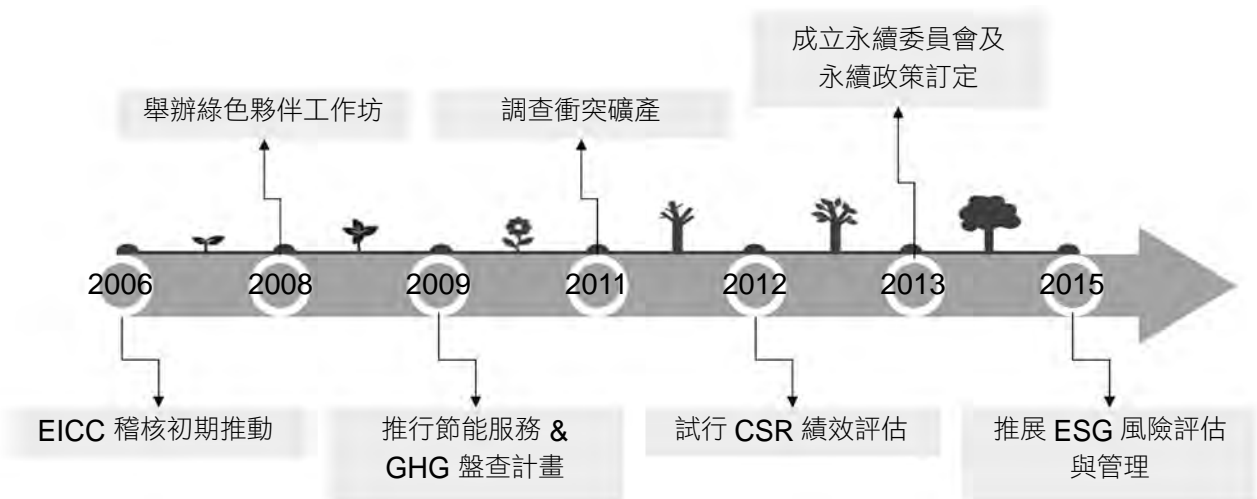 成立永續委員會及
永續政策訂定
舉辦綠色夥伴工作坊
調查衝突礦產
2006
2008
2009
2011
2012
2013
2015
EICC 稽核初期推動
推行節能服務 &
GHG 盤查計畫
試行 CSR 績效評估
推展 ESG 風險評估
與管理